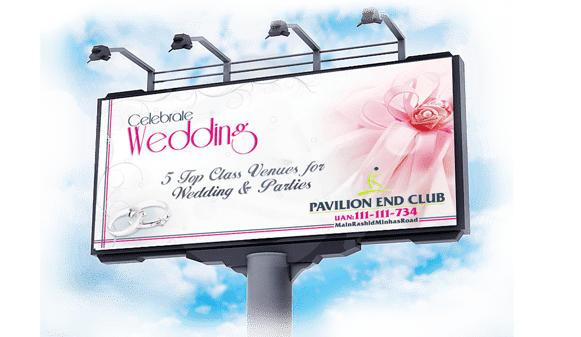 Celebrate
Wedding
5 Top Class Venues for
Wedding & Parties
PAVILION END CLUB
UAN:111-111-734
MainRashidMinhasRoad